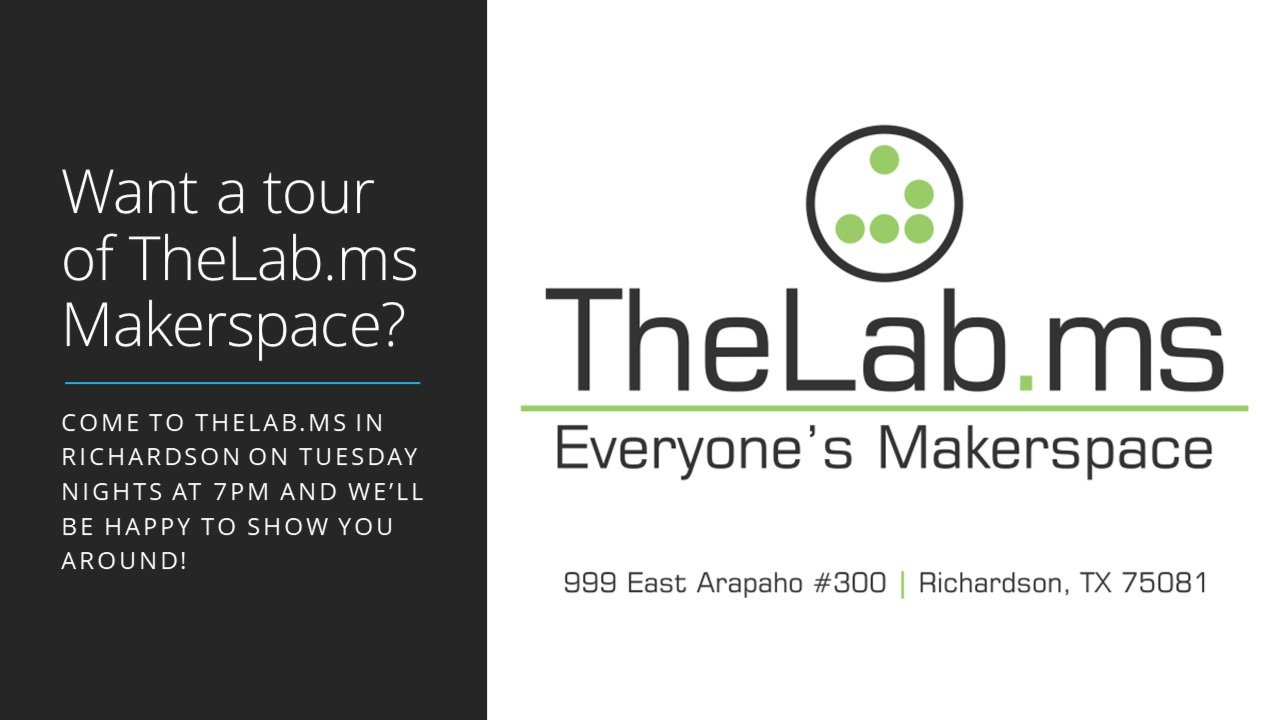 Want a tour
of TheLab.ms
Makerspace?
COME TO THELAB.MS IN
RICHARDSON ON TUESDAY
NIGHTS AT 7PM AND WE’LL
BE HAPPY TO SHOW YOU
AROUND!
TheLab.ms
Everyone’s Makerspace
999 East Arapaho #300 | Richardson, TX 75081